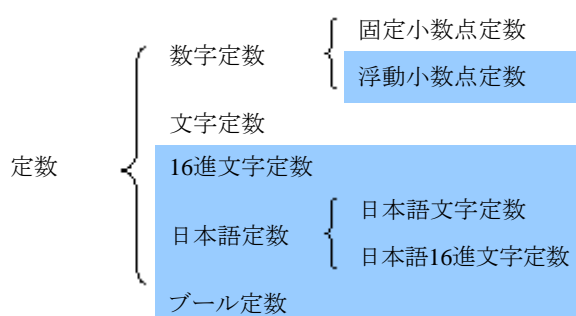 固定小数点定数
数字定数
浮動小数点定数
文字定数
定数
16進文字定数
日本語文字定数
日本語定数
日本語16進文字定数
ブール定数